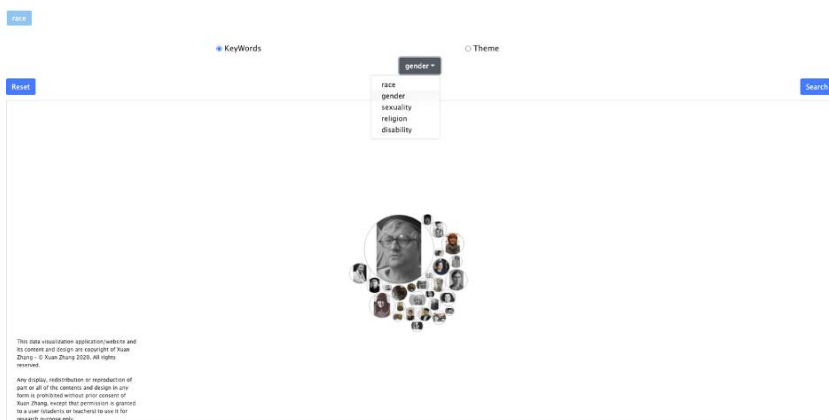 race
KeyWords
Theme
gender
Reset
Search
race
gender
sexuality
religion
disability
This data visualization application/website and
its content and design are copyright of Xuan
Zhang - © Xuan Zhang 2020. All rights
reserved.
Any display, redistribution or reproduction of
part or all of the contents and design in any
form is prohibited without prior consent of
Xuan Zhang, except that permission is granted
to a user (students or teachers) to use it for
research purpose only.